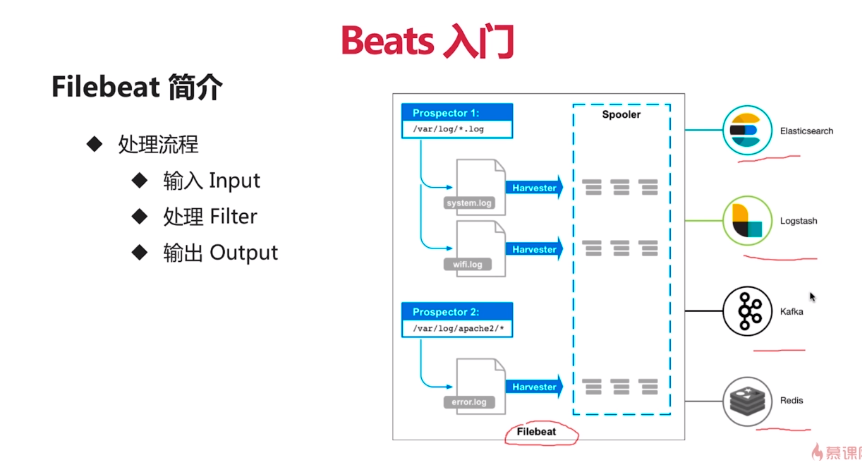 Beats 入门
Filebeat 简介
处理流程
输入 Input
处理 Filter
输出 Output
Prospector 1:
/var/log/*.log
system.log
Harvester
wifi.log
Harvester
Prospector 2:
/var/log/apache2/*
error.log
Harvester
Spooler
Filebeat
Elasticsearch
Logstash
Kafka
Redis
慕课网